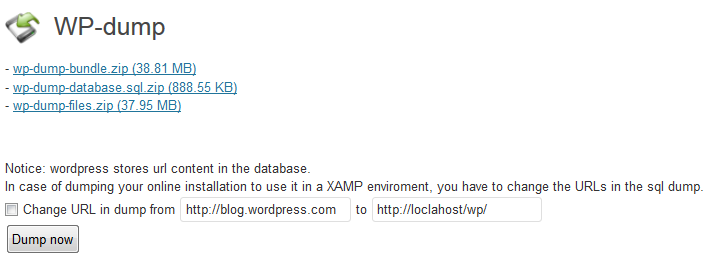 WP-dump
- wp-dump-bundle.zip (38.81 MB)
- wp-dump-database.sql.zip (888.55 KB)
- wp-dump-files.zip (37.95 MB)
Notice: wordpress stores url content in the database.
In case of dumping your online installation to use it in a XAMP enviroment, you have to change the URLs in the sql dump.
Change URL in dump from http://blog.wordpress.com to http://loclahost/wp/
Dump now